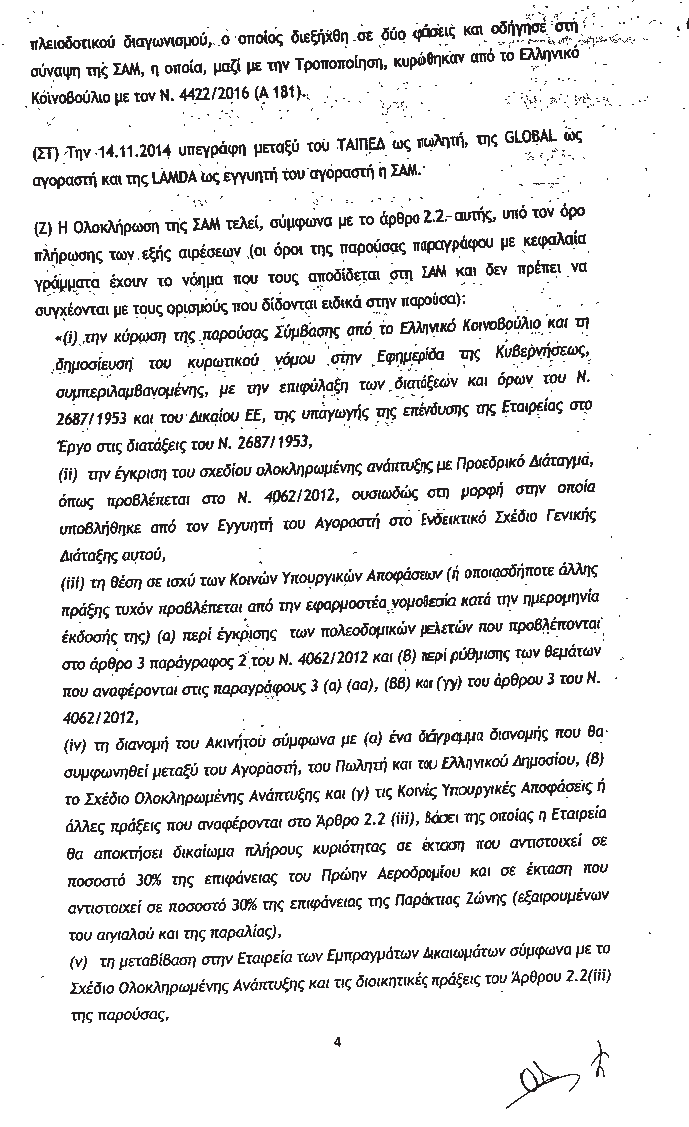 πλειοδοτικού διαγωνισμού, ο οποίος διεξήχθη σε δύο φάσεις και οδήγησε στη
σύναψη της ΣΑΜ, η οποία, μαζί με την Τροποποίηση, κυρώθηκαν από το Ελληνικό
Κοινοβούλιο με τον Ν. 4422/2016 (Α 181).
(ΣΤ) Την 14.11.2014 υπεγράφη μεταξύ του ΤΑΙΠΕΔ ως πωλητή, της GLOBAL ως
αγοραστή και της LAMDA ως εγγυητή του αγοραστή η ΣΑΜ.
(Ζ) Η Ολοκλήρωση της ΣΑΜ τελεί, σύμφωνα με το άρθρο 2.2. αυτής, υπό τον όρο
πλήρωσης των εξής αιρέσεων (οι όροι της παρούσας παραγράφου με κεφαλαία
γράμματα έχουν το νόημα που τους αποδίδεται στη ΣΑΜ και δεν πρέπει να
συγχέονται με τους ορισμούς που δίδονται ειδικά στην παρούσα):
«(i) την κύρωση της παρούσας Σύμβασης από το Ελληνικό Κοινοβούλιο και τη
δημοσίευση του κυρωτικού νόμου στην Εφημερίδα της Κυβερνήσεως,
συμπεριλαμβανομένης, με την επιφύλαξη των διατάξεων και όρων του Ν.
2687/1953 και του Δικαίου ΕΕ, της υπαγωγής της επένδυσης της Εταιρείας στο
Έργο στις διατάξεις του Ν. 2687/1953,
(ii) την έγκριση του σχεδίου ολοκληρωμένης ανάπτυξης με Προεδρικό Διάταγμα,
όπως προβλέπεται στο Ν. 4062/2012, ουσιωδώς στη μορφή στην οποία
υποβλήθηκε από τον Εγγυητή του Αγοραστή στο Ενδεικτικό Σχέδιο Γενικής
Διάταξης αυτού,
(iii) τη θέση σε ισχύ των Κοινών Υπουργικών Αποφάσεων (ή οποιασδήποτε άλλης
πράξης τυχόν προβλέπεται από την εφαρμοστέα νομοθεσία κατά την ημερομηνία
έκδοσής της) (α) περί έγκρισης των πολεοδομικών μελετών που προβλέπονται
στο άρθρο 3 παράγραφος 2 του Ν. 4062/2012 και (β) περί ρύθμισης των θεμάτων
που αναφέρονται στις παραγράφους 3 (α) (αα), (ββ) και (γγ) του άρθρου 3 του Ν.
4062/2012,
(iv) τη διανομή του Ακινήτου σύμφωνα με (α) ένα διάγραμμα διανομής που θα
συμφωνηθεί μεταξύ του Αγοραστή, του Πωλητή και του Ελληνικού Δημοσίου, (β)
το Σχέδιο Ολοκληρωμένης Ανάπτυξης και (γ) τις Κοινές Υπουργικές Αποφάσεις ή
άλλες πράξεις που αναφέρονται στο Άρθρο 2.2 (iii), βάσει της οποίας η Εταιρεία
θα αποκτήσει δικαίωμα πλήρους κυριότητας σε έκταση που αντιστοιχεί σε
ποσοστό 30% της επιφάνειας του Πρώην Αεροδρομίου και σε έκταση που
αντιστοιχεί σε ποσοστό 30% της επιφάνειας της Παράκτιας Ζώνης (εξαιρουμένων
του αιγιαλού και της παραλίας),
(v) τη μεταβίβαση στην Εταιρεία των Εμπραγμάτων Δικαιωμάτων σύμφωνα με το
Σχέδιο Ολοκληρωμένης Ανάπτυξης και τις διοικητικές πράξεις του Άρθρου 2.2(iii)
της παρούσας,
4